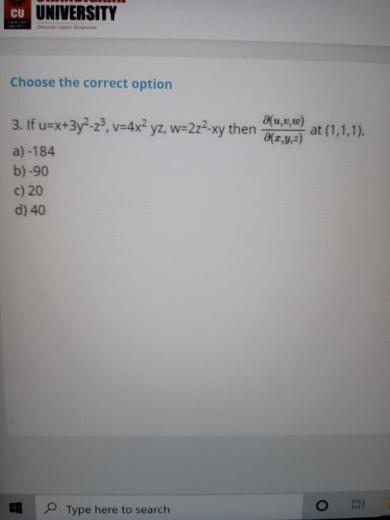 CU UNIVERSITY
Choose the correct option
3. If u=x+3y²-z³, v=4x² yz, w=2z²-xy then ∂(u,v,w)/∂(x,y,z) at (1,1,1).
a) -184
b) -90
c) 20
d) 40
Type here to search